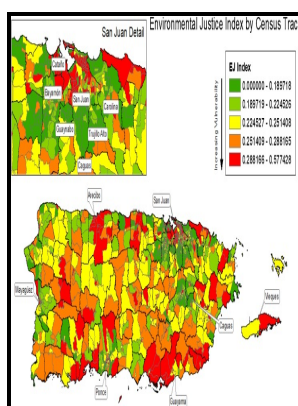 San Juan Detail
Environmental Justice Index by Census Trac
Cataño
Bayamón
San Juan
Carolina
Guaynabo
Trujillo Alto
Caguas
EJ Index
0.000000 - 0.189718
0.189719 - 0.224526
0.224527 - 0.251408
0.251409 - 0.288165
0.288166 - 0.577428
Increasing Vulnerability
Arecibo
San Juan
Mayagüez
Vieques
Caguas
Ponce
Guayama